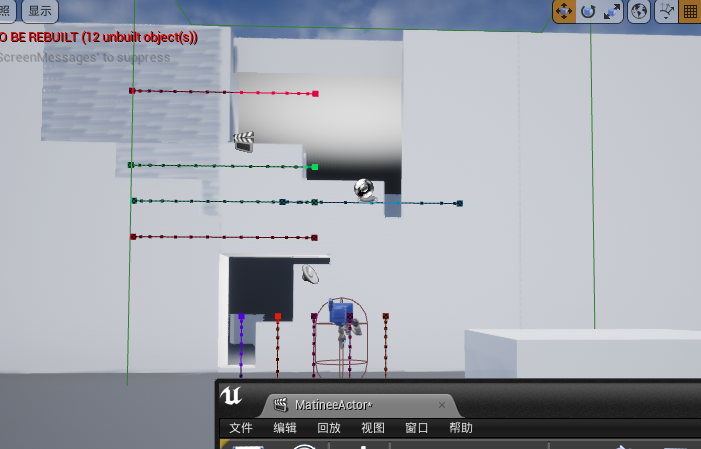 照 显示
O BE REBUILT (12 unbuilt object(s))
ScreenMessages' to suppress
MatineeActor*
文件 编辑 回放 视图 窗口 帮助